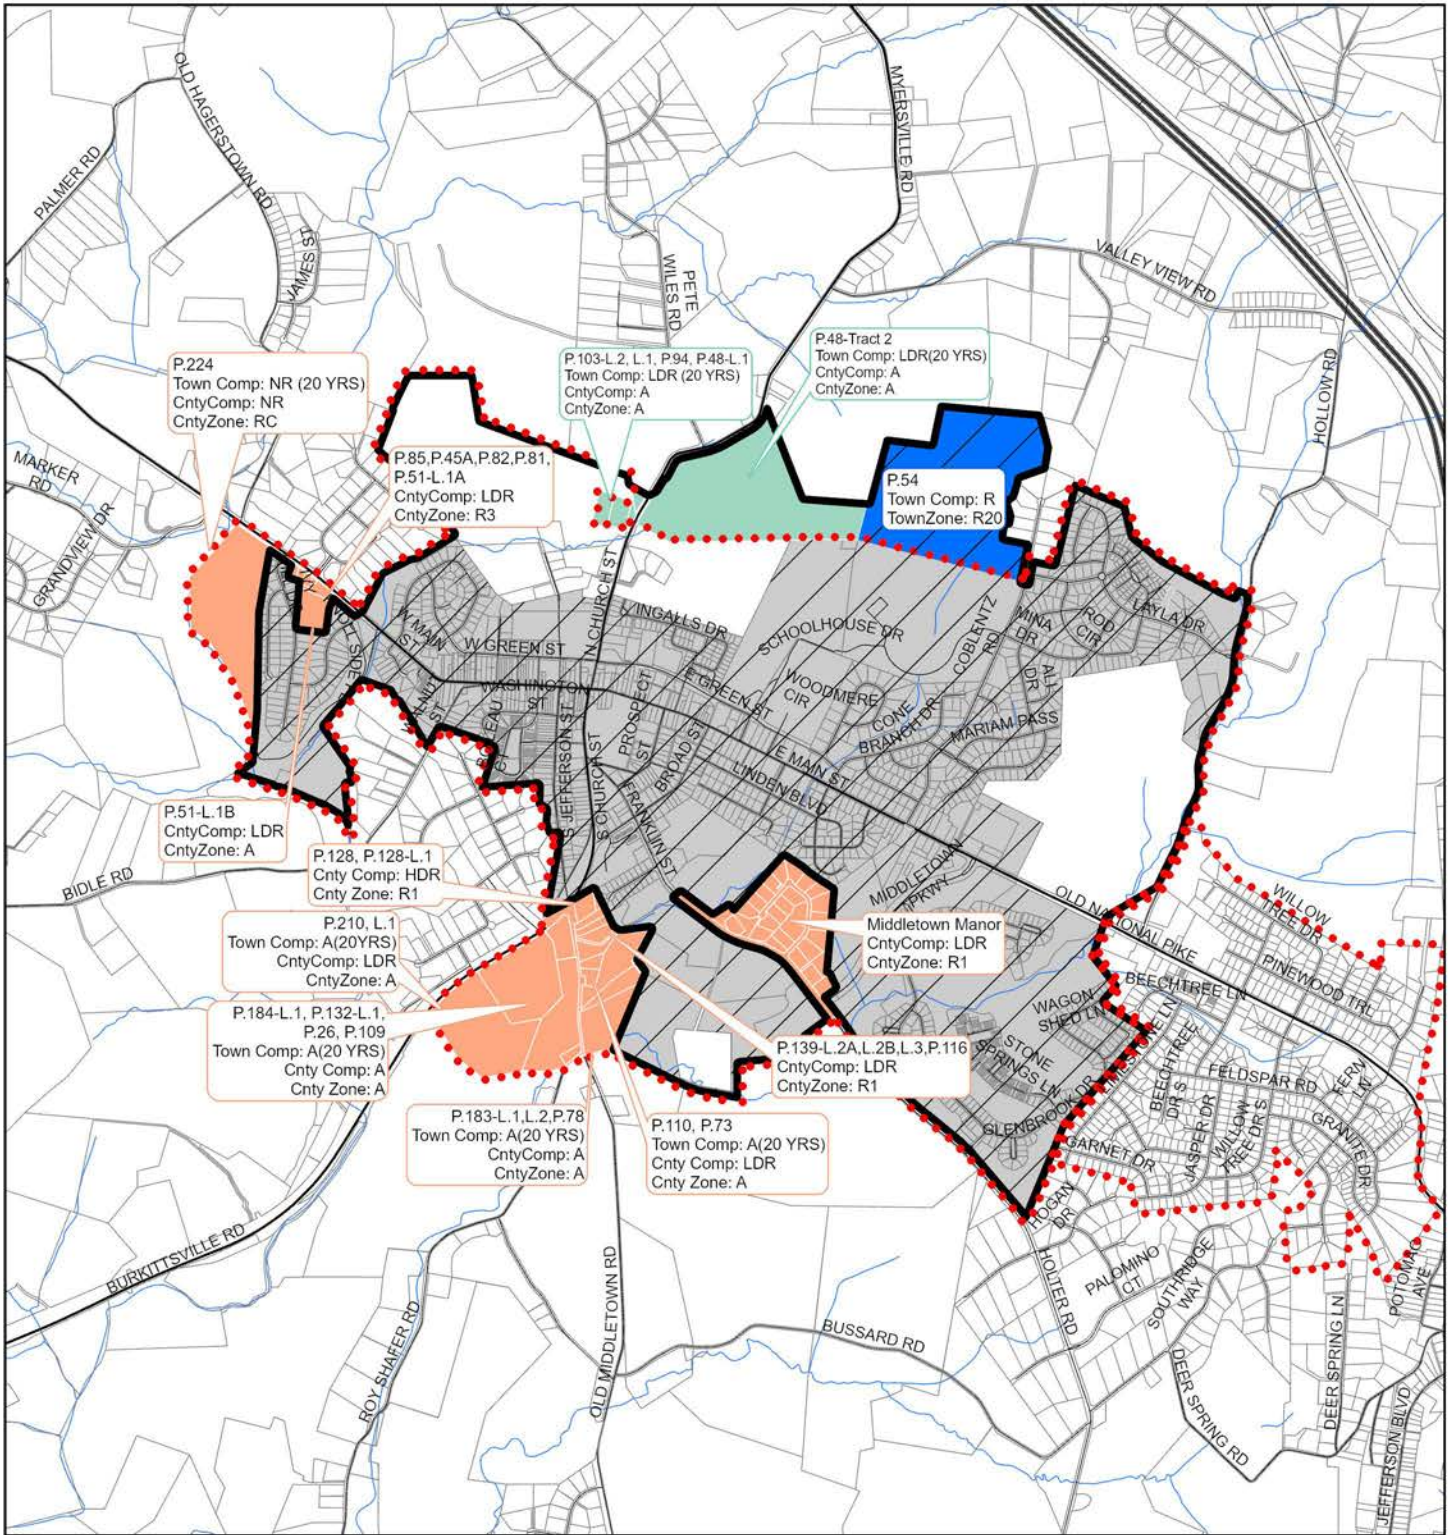 OLD HAGERSTOWN RD
PALMER RD
JAMES ST
MYERSVILLE RD
PETE
WILES RD
VALLEY VIEW RD
HOLLOW RD
P.224
Town Comp: NR (20 YRS)
CntyComp: NR
CntyZone: RC
P.103-L.2, L.1, P.94, P.48-L.1
Town Comp: LDR (20 YRS)
CntyComp: A
CntyZone: A
P.48-Tract 2
Town Comp: LDR(20 YRS)
CntyComp: A
CntyZone: A
MARKER
RD
GRANDVIEW DR
P.85,P.45A,P.82,P.81,
P.51-L.1A
CntyComp: LDR
CntyZone: R3
P.54
Town Comp: R
TownZone: R20
N CHURCH ST
W MAIN
ST
W GREEN ST
INGALLS DR
SCHOOLHOUSE DR
COBLENTZ
RD
MINA
DR
ROD
CIR
LAYLA DR
ALI
DR
WASHINGTON
ST
E GREEN ST
WOODMERE
CIR
CONE
BRANCH DR
MARIAM PASS
WALNUT
ST
S JEFFERSON ST
S CHURCH ST
PROSPECT
ST
BROAD ST
FRANKLIN ST
E MAIN ST
LINDEN BLVD
P.51-L.1B
CntyComp: LDR
CntyZone: A
BIDLE RD
P.128, P.128-L.1
Cnty Comp: HDR
Cnty Zone: R1
MIDDLETOWN
PKWY
OLD NATIONAL PIKE
WILLOW
TREE DR
P.210, L.1
Town Comp: A(20YRS)
CntyComp: LDR
CntyZone: A
Middletown Manor
CntyComp: LDR
CntyZone: R1
PINEWOOD TRL
BEECHTREE LN
WAGON
SHED LN
P.184-L.1, P.132-L.1,
P.26, P.109
Town Comp: A(20 YRS)
Cnty Comp: A
Cnty Zone: A
P.139-L.2A,L.2B,L.3,P.116
CntyComp: LDR
CntyZone: R1
STONE
SPRINGS LN
LIMESTONE LN
BEECHTREE
DR S
FELDSPAR RD
FERN
LN
GLENBROOK DR
JASPER DR
WILLOW
TREE DR S
GRANITE DR
GARNET DR
P.183-L.1,L.2,P.78
Town Comp: A(20 YRS)
CntyComp: A
CntyZone: A
P.110, P.73
Town Comp: A(20 YRS)
Cnty Comp: LDR
Cnty Zone: A
HOGAN
DR
BURKITTSVILLE RD
OLD MIDDLETOWN RD
HOLTER RD
PALOMINO
CT
SOUTHRIDGE
WAY
POTOMAC
AVE
ROY SHAFER RD
BUSSARD RD
DEER SPRING RD
DEER SPRING LN
JEFFERSON BLVD